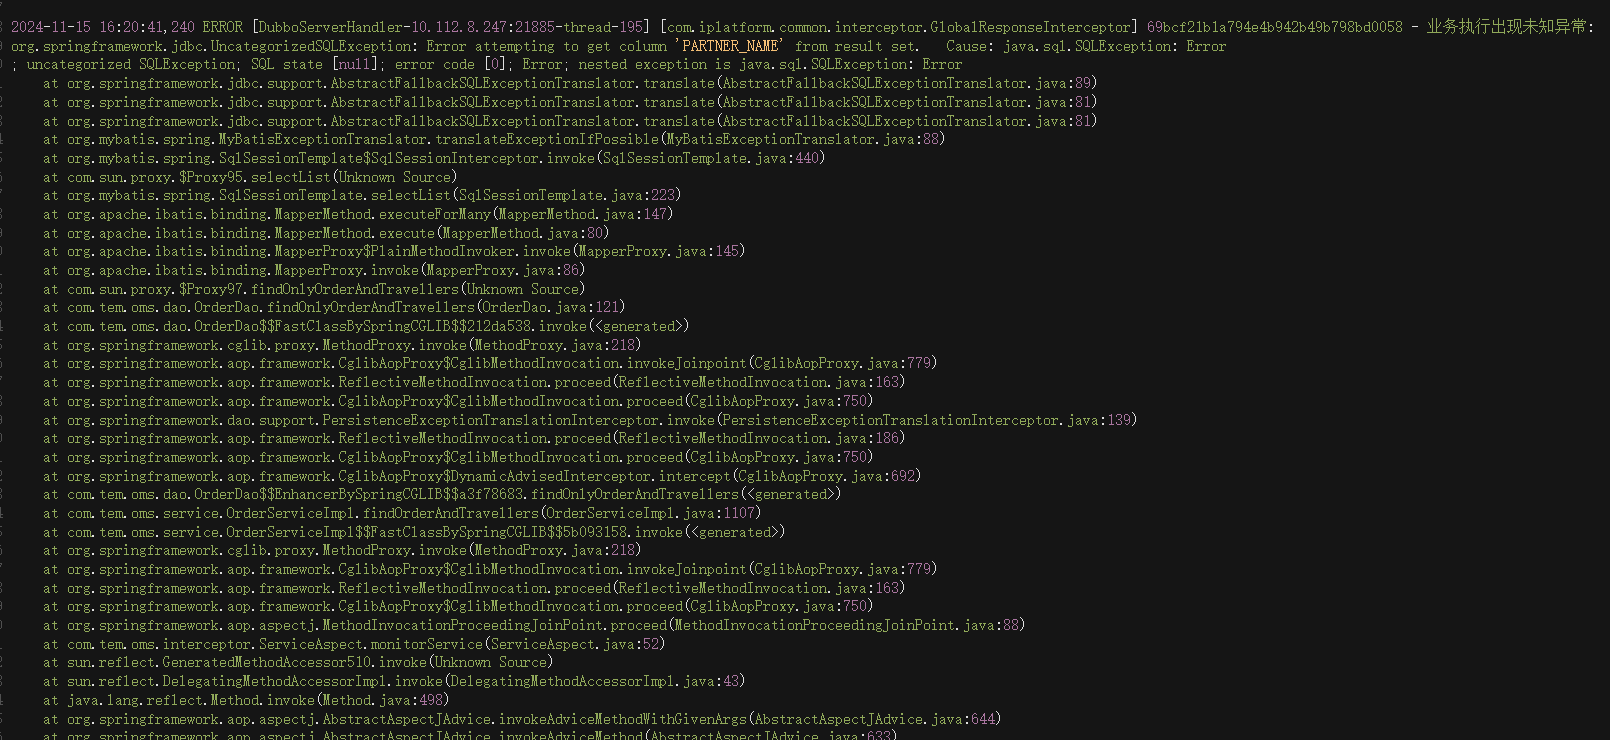 2024-11-15 16:20:41,240 ERROR [DubboServerHandler-10.112.8.247:21885-thread-195] [com.iplatform.common.interceptor.GlobalResponseInterceptor] 69bcf21b1a794e4b942b49b798bd0058 - 业务执行出现未知异常:
org.springframework.jdbc.UncategorizedSQLException: Error attempting to get column 'PARTNER_NAME' from result set.   Cause: java.sql.SQLException: Error
; uncategorized SQLException; SQL state [null]; error code [0]; Error; nested exception is java.sql.SQLException: Error
    at org.springframework.jdbc.support.AbstractFallbackSQLExceptionTranslator.translate(AbstractFallbackSQLExceptionTranslator.java:89)
    at org.springframework.jdbc.support.AbstractFallbackSQLExceptionTranslator.translate(AbstractFallbackSQLExceptionTranslator.java:81)
    at org.springframework.jdbc.support.AbstractFallbackSQLExceptionTranslator.translate(AbstractFallbackSQLExceptionTranslator.java:81)
    at org.mybatis.spring.MyBatisExceptionTranslator.translateExceptionIfPossible(MyBatisExceptionTranslator.java:88)
    at org.mybatis.spring.SqlSessionTemplate$SqlSessionInterceptor.invoke(SqlSessionTemplate.java:440)
    at com.sun.proxy.$Proxy95.selectList(Unknown Source)
    at org.mybatis.spring.SqlSessionTemplate.selectList(SqlSessionTemplate.java:223)
    at org.apache.ibatis.binding.MapperMethod.executeForMany(MapperMethod.java:147)
    at org.apache.ibatis.binding.MapperMethod.execute(MapperMethod.java:80)
    at org.apache.ibatis.binding.MapperProxy$PlainMethodInvoker.invoke(MapperProxy.java:145)
    at org.apache.ibatis.binding.MapperProxy.invoke(MapperProxy.java:86)
    at com.sun.proxy.$Proxy97.findOnlyOrderAndTravellers(Unknown Source)
    at com.tem.oms.dao.OrderDao.findOnlyOrderAndTravellers(OrderDao.java:121)
    at com.tem.oms.dao.OrderDao$$FastClassBySpringCGLIB$$212da538.invoke(<generated>)
    at org.springframework.cglib.proxy.MethodProxy.invoke(MethodProxy.java:218)
    at org.springframework.aop.framework.CglibAopProxy$CglibMethodInvocation.invokeJoinpoint(CglibAopProxy.java:779)
    at org.springframework.aop.framework.ReflectiveMethodInvocation.proceed(ReflectiveMethodInvocation.java:163)
    at org.springframework.aop.framework.CglibAopProxy$CglibMethodInvocation.proceed(CglibAopProxy.java:750)
    at org.springframework.dao.support.PersistenceExceptionTranslationInterceptor.invoke(PersistenceExceptionTranslationInterceptor.java:139)
    at org.springframework.aop.framework.ReflectiveMethodInvocation.proceed(ReflectiveMethodInvocation.java:186)
    at org.springframework.aop.framework.CglibAopProxy$CglibMethodInvocation.proceed(CglibAopProxy.java:750)
    at org.springframework.aop.framework.CglibAopProxy$DynamicAdvisedInterceptor.intercept(CglibAopProxy.java:692)
    at com.tem.oms.dao.OrderDao$$EnhancerBySpringCGLIB$$a3f78683.findOnlyOrderAndTravellers(<generated>)
    at com.tem.oms.service.OrderServiceImpl.findOrderAndTravellers(OrderServiceImpl.java:1107)
    at com.tem.oms.service.OrderServiceImpl$$FastClassBySpringCGLIB$$5b093158.invoke(<generated>)
    at org.springframework.cglib.proxy.MethodProxy.invoke(MethodProxy.java:218)
    at org.springframework.aop.framework.CglibAopProxy$CglibMethodInvocation.invokeJoinpoint(CglibAopProxy.java:779)
    at org.springframework.aop.framework.ReflectiveMethodInvocation.proceed(ReflectiveMethodInvocation.java:163)
    at org.springframework.aop.framework.CglibAopProxy$CglibMethodInvocation.proceed(CglibAopProxy.java:750)
    at org.springframework.aop.aspectj.MethodInvocationProceedingJoinPoint.proceed(MethodInvocationProceedingJoinPoint.java:88)
    at com.tem.oms.interceptor.ServiceAspect.monitorService(ServiceAspect.java:52)
    at sun.reflect.GeneratedMethodAccessor510.invoke(Unknown Source)
    at sun.reflect.DelegatingMethodAccessorImpl.invoke(DelegatingMethodAccessorImpl.java:43)
    at java.lang.reflect.Method.invoke(Method.java:498)
    at org.springframework.aop.aspectj.AbstractAspectJAdvice.invokeAdviceMethodWithGivenArgs(AbstractAspectJAdvice.java:644)
    at org.springframework.aop.aspectj.AbstractAspectJAdvice.invokeAdviceMethod(AbstractAspectJAdvice.java:633)